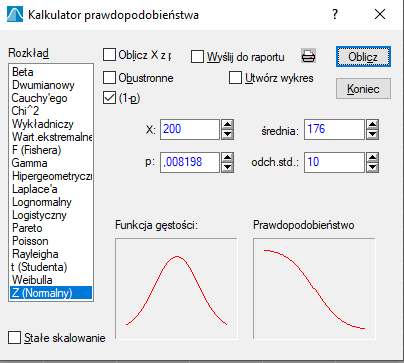 Kalkulator prawdopodobieństwa
Rozkład
Oblicz X z p
Wyślij do raportu
Oblicz
Obustronne
Utwórz wykres
Koniec
(1-p)
Beta
Dwumianowy
Cauchy'ego
Chi^2
Wykładniczy
Wart.ekstremalne
F (Fishera)
Gamma
Hipergeometryczn
Laplace'a
Lognormalny
Logistyczny
Pareto
Poisson
Rayleigha
t (Studenta)
Weibulla
Z (Normalny)
X: 200
średnia: 176
p: ,008198
odch.std.: 10
Funkcja gęstości:
Prawdopodobieństwo
Stałe skalowanie